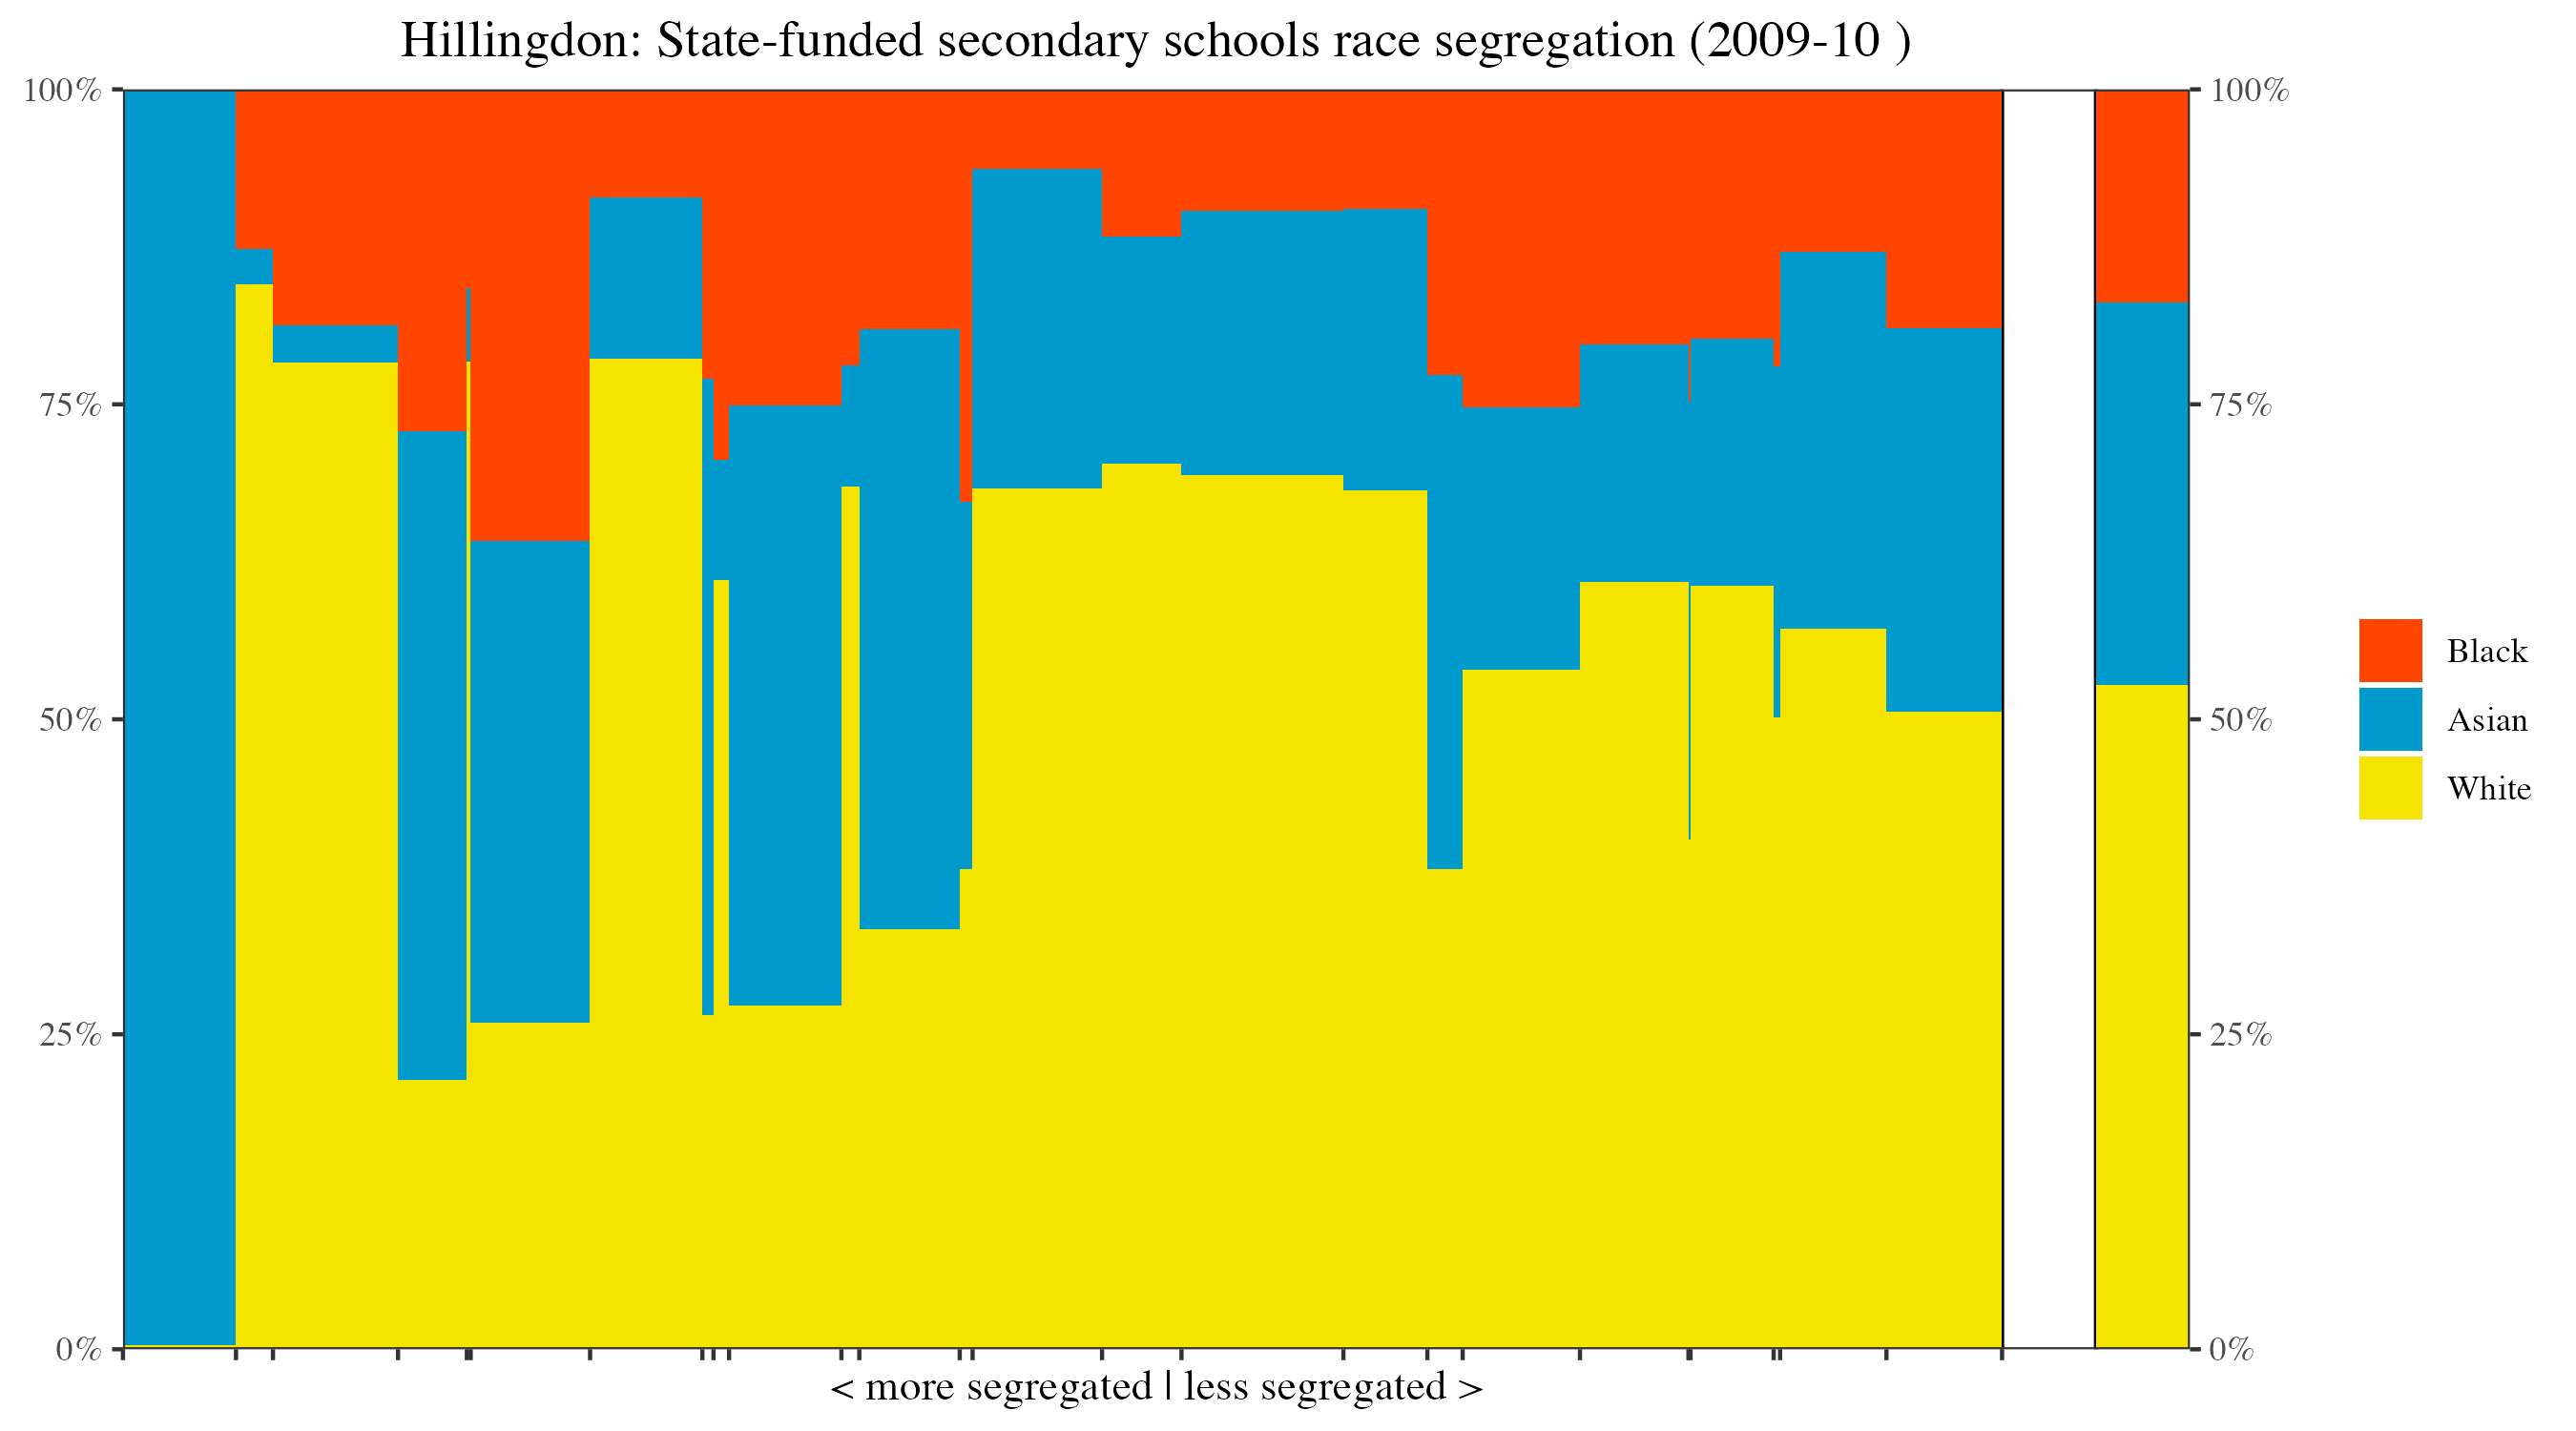 Hillingdon: State-funded secondary schools race segregation (2009-10 )
100%
75%
50%
25%
0%
100%
75%
50%
25%
0%
< more segregated | less segregated >
Black
Asian
White